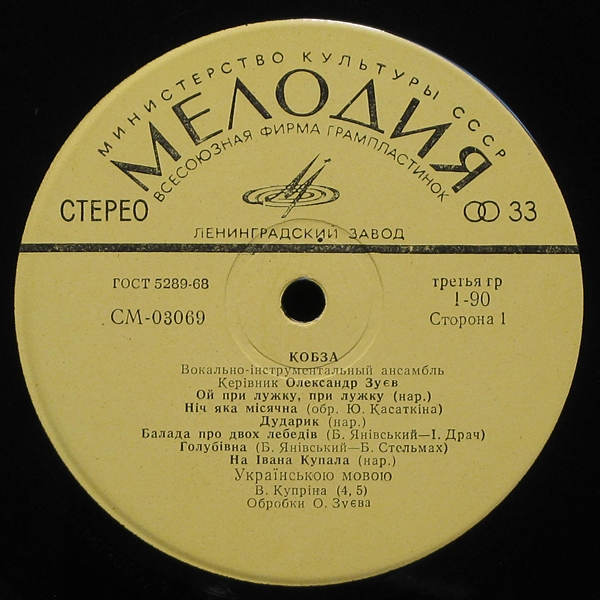 МИНИСТЕРСТВО КУЛЬТУРЫ СССР
МЕЛОДИЯ
ВСЕСОЮЗНАЯ ФИРМА ГРАМПЛАСТИНОК
СТЕРЕО
33
ЛЕНИНГРАДСКИЙ ЗАВОД
ГОСТ 5289-68
третья гр
1-90
СМ-03069
Сторона 1
КОБЗА
Вокально-інструментальный ансамбль
Керівник Олександр Зуєв
Ой при лужку, при лужку (нар.)
Ніч яка місячна (обр. Ю. Касаткіна)
Дударик (нар.)
Балада про двох лебедів (Б. Янівський—І. Драч)
Голубівна (Б. Янівський—Б. Стельмах)
На Івана Купала (нар.)
Українською мовою
В. Купріна (4, 5)
Обробки О. Зуєва